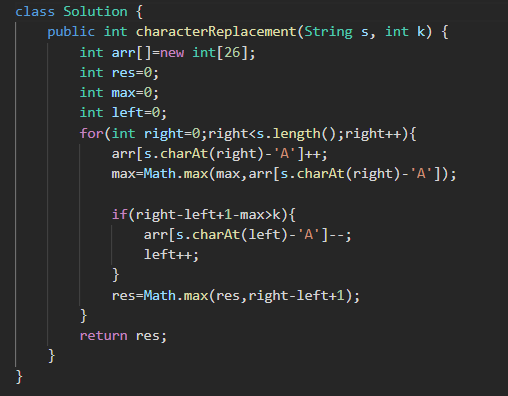 class Solution {
    public int characterReplacement(String s, int k) {
        int arr[]=new int[26];
        int res=0;
        int max=0;
        int left=0;
        for(int right=0;right<s.length();right++){
            arr[s.charAt(right)-'A']++;
            max=Math.max(max,arr[s.charAt(right)-'A']);

            if(right-left+1-max>k){
                arr[s.charAt(left)-'A']--;
                left++;
            }
            res=Math.max(res,right-left+1);
        }
        return res;
    }
}